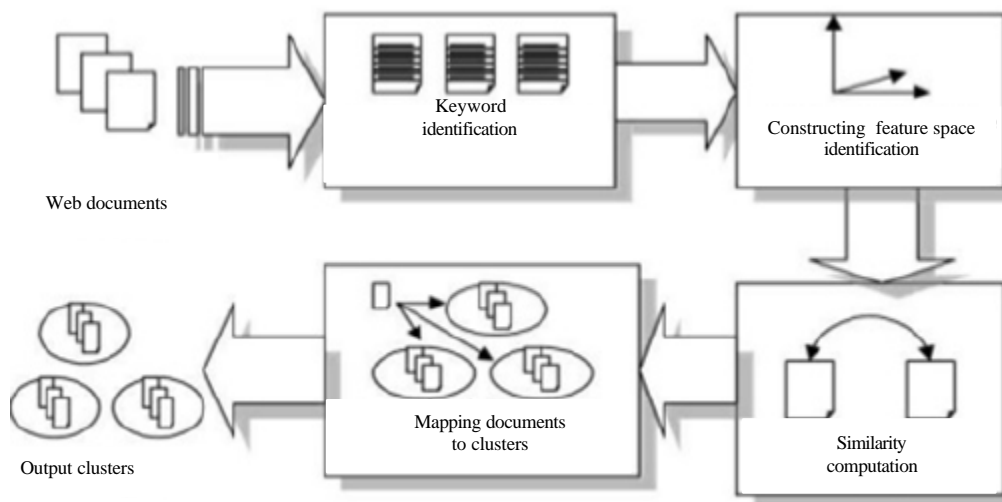 Keyword
identification
Constructing feature space
identification
Web documents
Similarity
computation
Mapping documents
to clusters
Output clusters